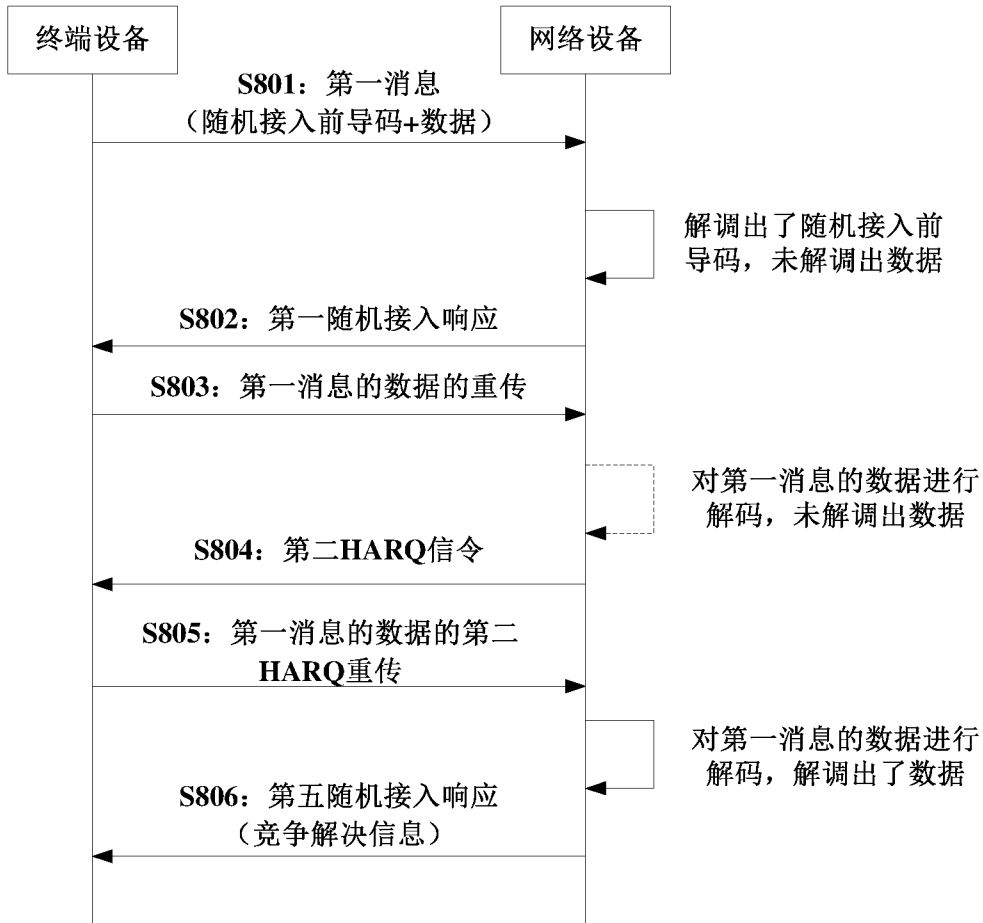 终端设备
网络设备
S801：第一消息
（随机接入前导码+数据）
解调出了随机接入前
导码，未解调出数据
S802：第一随机接入响应
S803：第一消息的数据的重传
对第一消息的数据进行
解码，未解调出数据
S804：第二HARQ信令
S805：第一消息的数据的第二
HARQ重传
对第一消息的数据进行
解码，解调出了数据
S806：第五随机接入响应
（竞争解决信息）